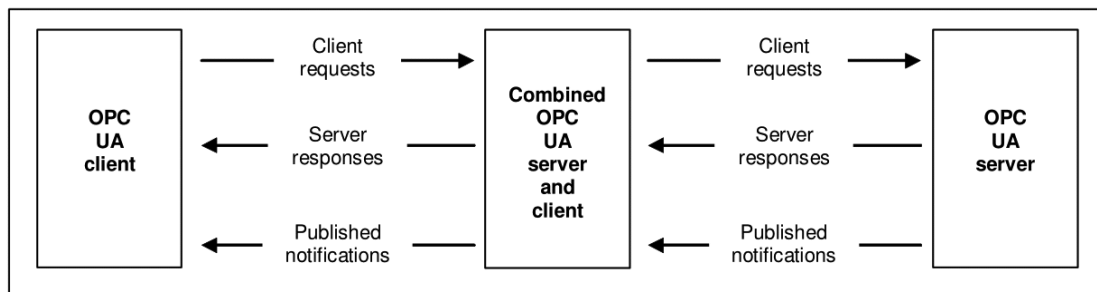 OPC
UA
client
Client
requests
Server
responses
Published
notifications
Combined
OPC
UA
server
and
client
Client
requests
Server
responses
Published
notifications
OPC
UA
server